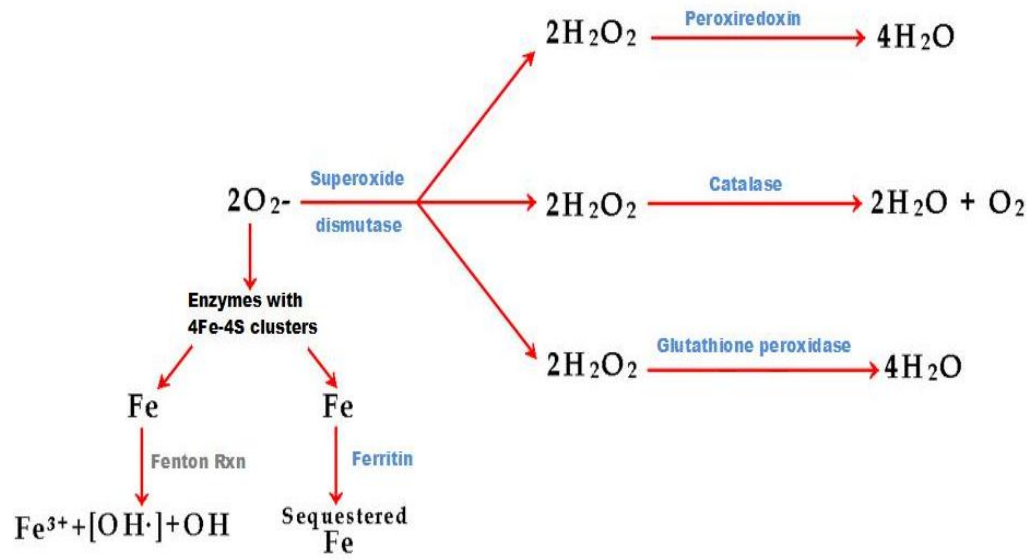 2H₂O₂ Peroxiredoxin 4H₂O
Superoxide
2O₂- dismutase
2H₂O₂ Catalase 2H₂O + O₂
Enzymes with
4Fe-4S clusters
2H₂O₂ Glutathione peroxidase 4H₂O
Fe Fe
Fenton Rxn Ferritin
Fe³⁺+[OH·]+OH
Sequestered
Fe